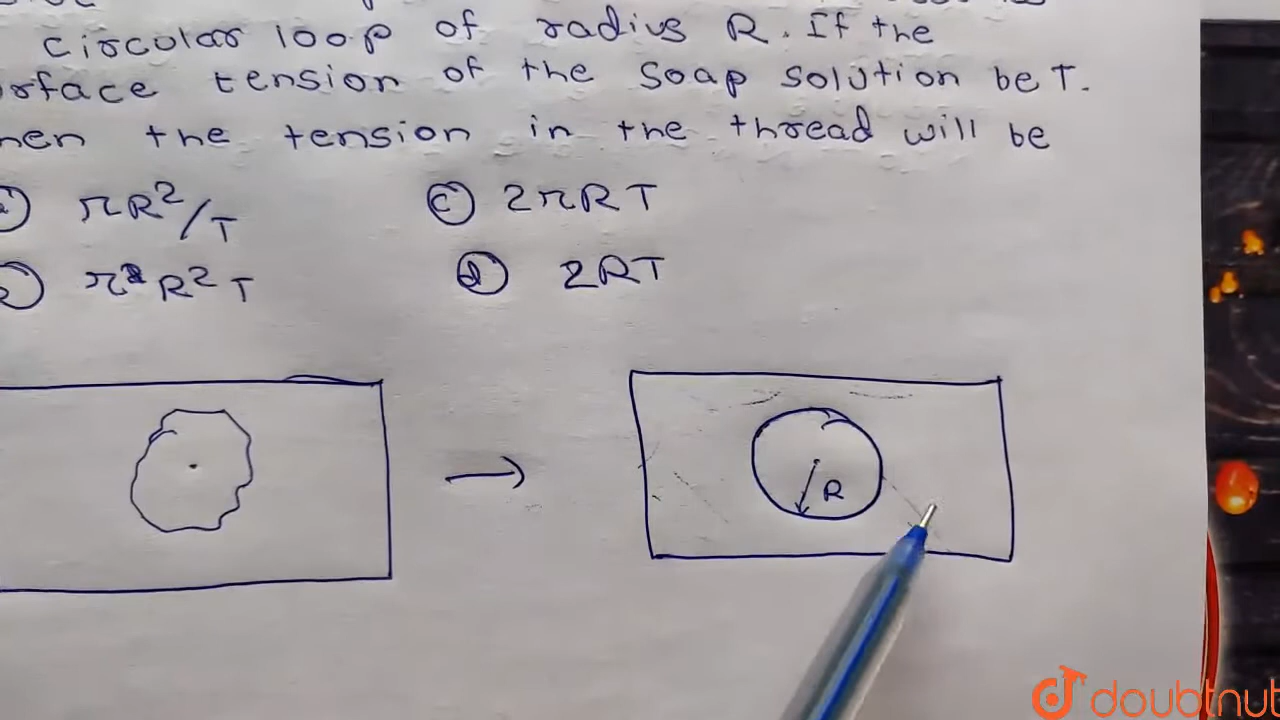 circular loop of radius R. If the
rface tension of the soap solution be T.
hen the tension in the thread will be
πR²/T
ⓒ 2πRT
π²R²T
ⓓ 2RT
R
doubtnut